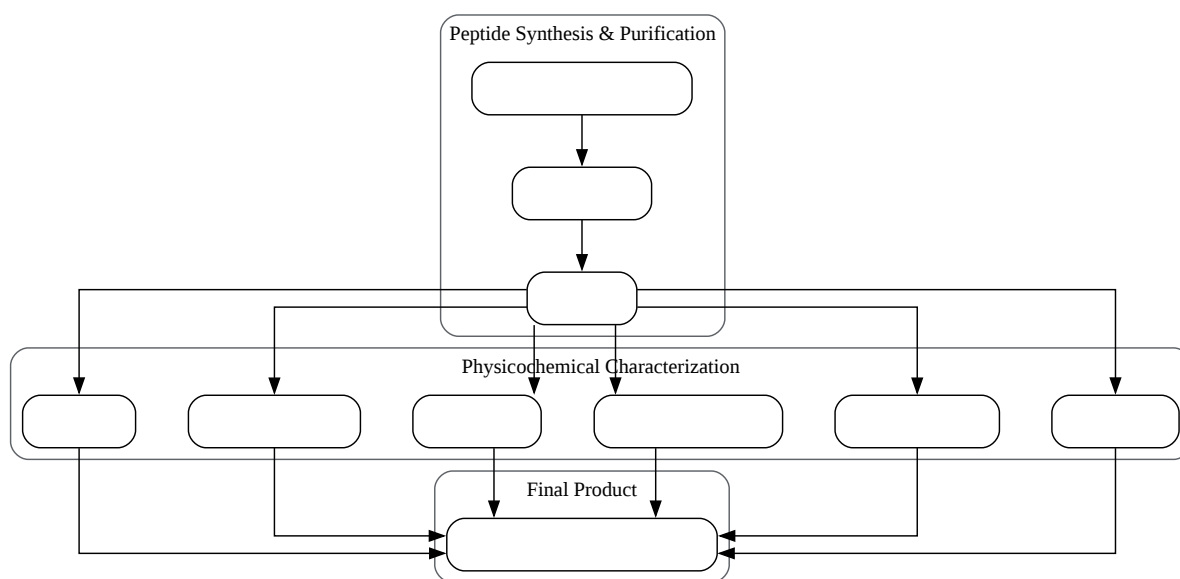 Peptide Synthesis & Purification
Physicochemical Characterization
Final Product